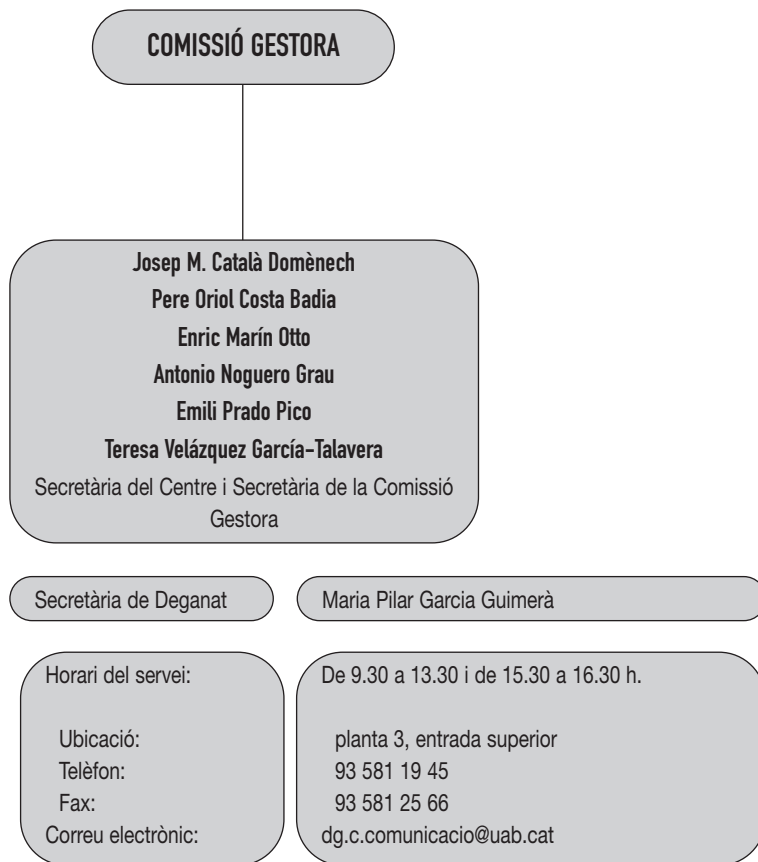 COMISSIÓ GESTORA
Josep M. Català Domènech
Pere Oriol Costa Badia
Enric Marín Otto
Antonio Noguero Grau
Emili Prado Pico
Teresa Velázquez García-Talavera
Secretària del Centre i Secretària de la Comissió
Gestora
Secretària de Deganat Maria Pilar Garcia Guimerà
Horari del servei: De 9.30 a 13.30 i de 15.30 a 16.30 h.
Ubicació: planta 3, entrada superior
Telèfon: 93 581 19 45
Fax: 93 581 25 66
Correu electrònic: dg.c.comunicacio@uab.cat